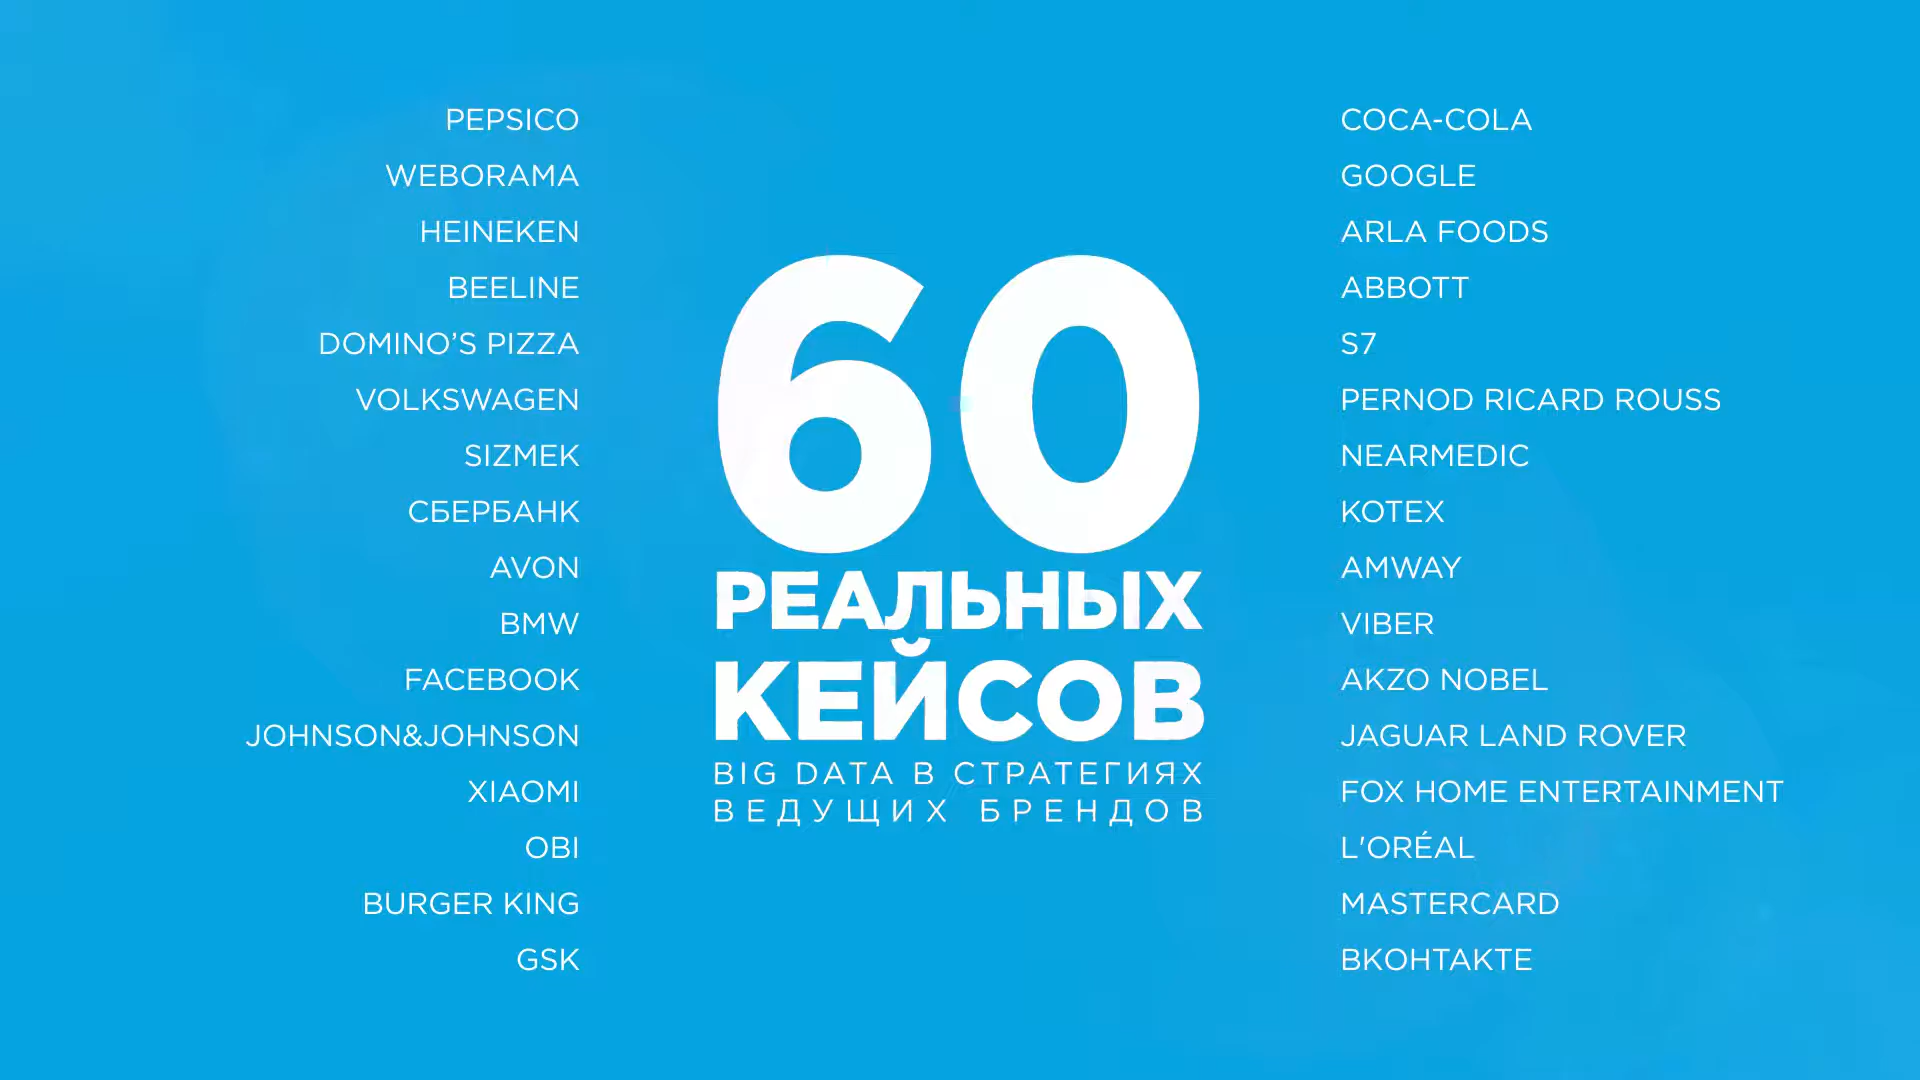 PEPSICO
WEBORAMA
HEINEKEN
BEELINE
DOMINO’S PIZZA
VOLKSWAGEN
SIZMEK
СБЕРБАНК
AVON
BMW
FACEBOOK
JOHNSON&JOHNSON
XIAOMI
OBI
BURGER KING
GSK
60
РЕАЛЬНЫХ
КЕЙСОВ
BIG DATA В СТРАТЕГИЯХ
ВЕДУЩИХ БРЕНДОВ
COCA-COLA
GOOGLE
ARLA FOODS
ABBOTT
S7
PERNOD RICARD ROUSS
NEARMEDIC
KOTEX
AMWAY
VIBER
AKZO NOBEL
JAGUAR LAND ROVER
FOX HOME ENTERTAINMENT
L'ORÉAL
MASTERCARD
ВКОНТАКТЕ